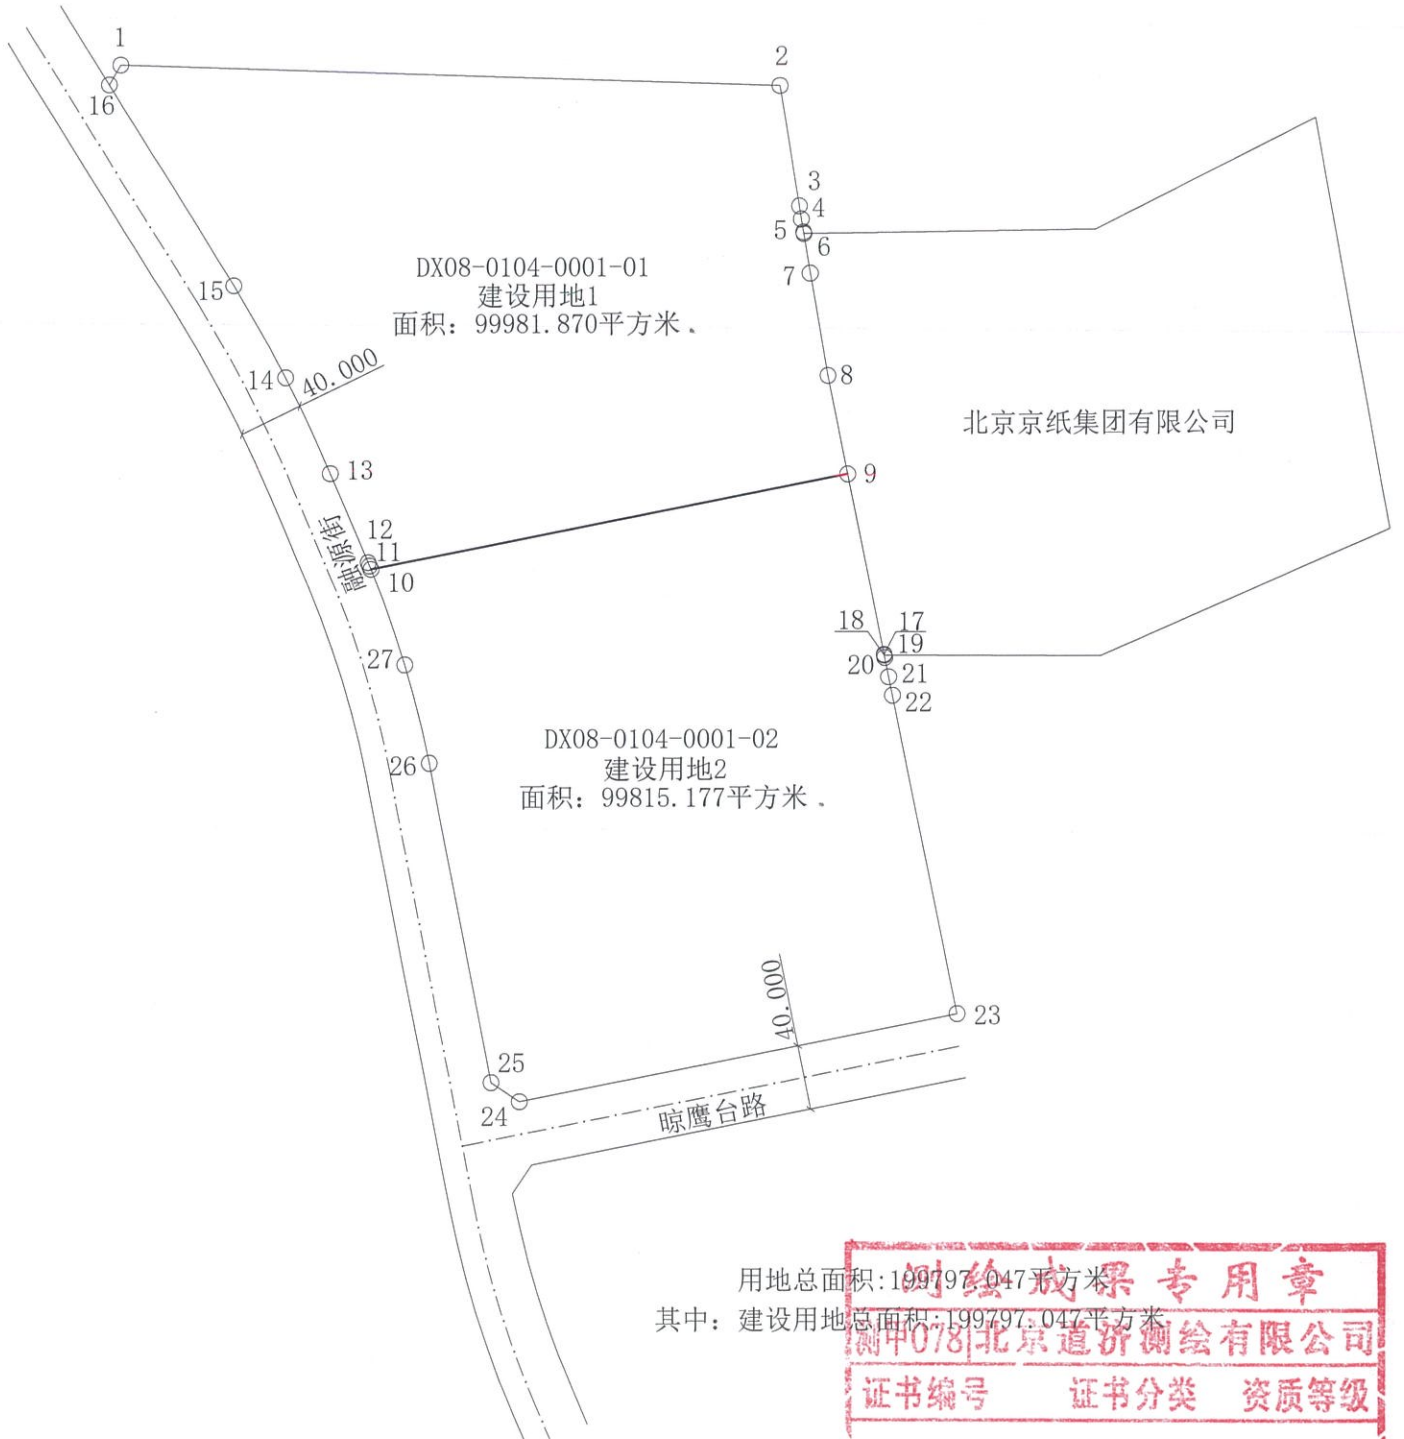 1
2
16
3
4
5
6
7
DX08-0104-0001-01
建设用地1
面积：99981.870平方米
15
14
40.000
8
北京京纸集团有限公司
13
9
12
11
10
融源街
18
17
19
20
21
22
27
DX08-0104-0001-02
建设用地2
面积：99815.177平方米
26
40.000
23
25
24
晾鹰台路
用地总面积:199797.047平方米
其中：建设用地总面积:199797.047平方米
测绘成果专用章
测甲078 北京道济测绘有限公司
证书编号 证书分类 资质等级